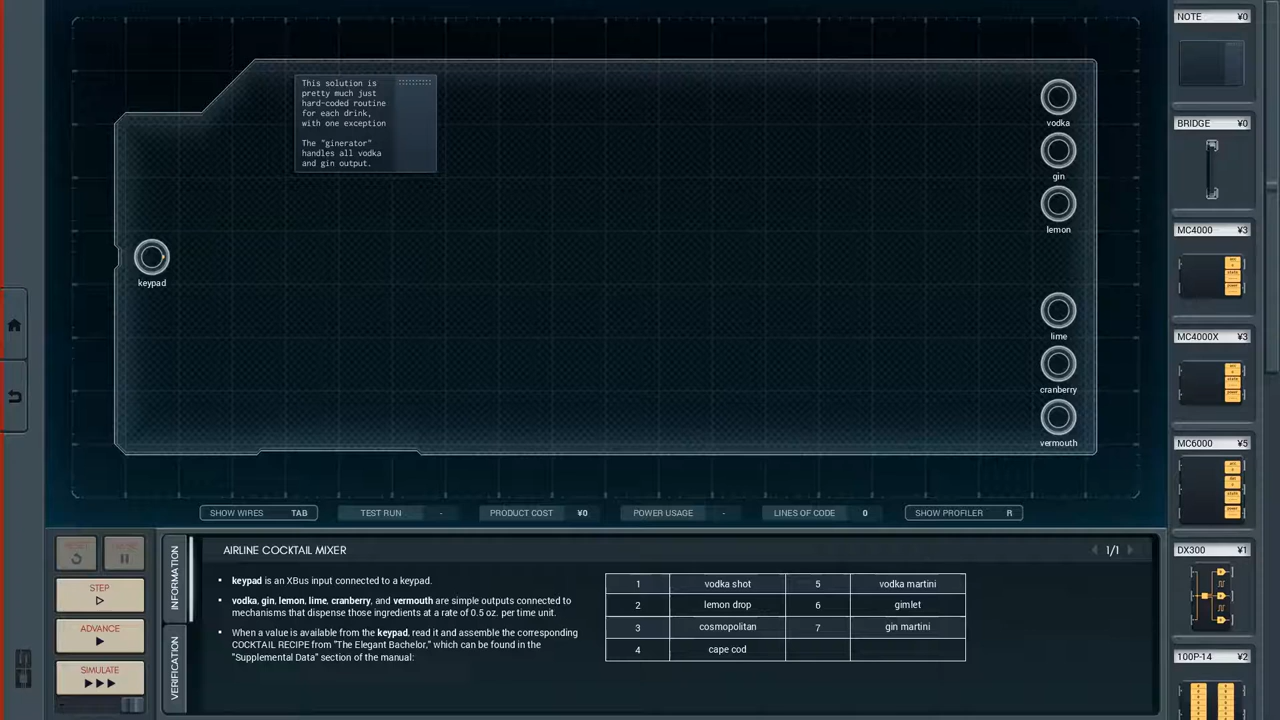 This solution is
pretty much just
hard-coded routine
for each drink,
with one exception
The "ginerator"
handles all vodka
and gin output.
keypad
vodka
gin
lemon
lime
cranberry
vermouth
NOTE ¥0
BRIDGE ¥0
MC4000 ¥3
MC4000X ¥3
MC6000 ¥5
DX300 ¥1
100P-14 ¥2
SHOW WIRES TAB
TEST RUN -
PRODUCT COST ¥0
POWER USAGE -
LINES OF CODE 0
SHOW PROFILER R
STEP
ADVANCE
SIMULATE
INFORMATION
VERIFICATION
AIRLINE COCKTAIL MIXER
1/1
▪ keypad is an XBus input connected to a keypad.
▪ vodka, gin, lemon, lime, cranberry, and vermouth are simple outputs connected to
mechanisms that dispense those ingredients at a rate of 0.5 oz. per time unit.
▪ When a value is available from the keypad, read it and assemble the corresponding
COCKTAIL RECIPE from "The Elegant Bachelor," which can be found in the
"Supplemental Data" section of the manual:
1 vodka shot 5 vodka martini
2 lemon drop 6 gimlet
3 cosmopolitan 7 gin martini
4 cape cod